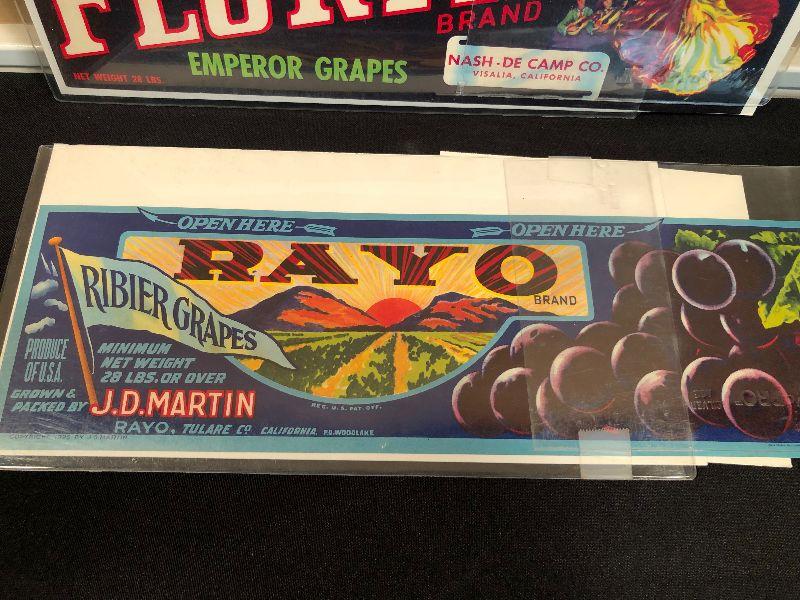 BRAND
EMPEROR GRAPES
NET WEIGHT 28 LBS.
NASH-DE CAMP CO.
VISALIA, CALIFORNIA
OPEN HERE
OPEN HERE
RAYO
BRAND
RIBIER GRAPES
PRODUCE
OF U.S.A.
MINIMUM
NET WEIGHT
28 LBS. OR OVER
GROWN &
PACKED BY J.D. MARTIN
RAYO, TULARE CO. CALIFORNIA. P.O. WOODLAKE
REG. U.S. PAT. OFF.